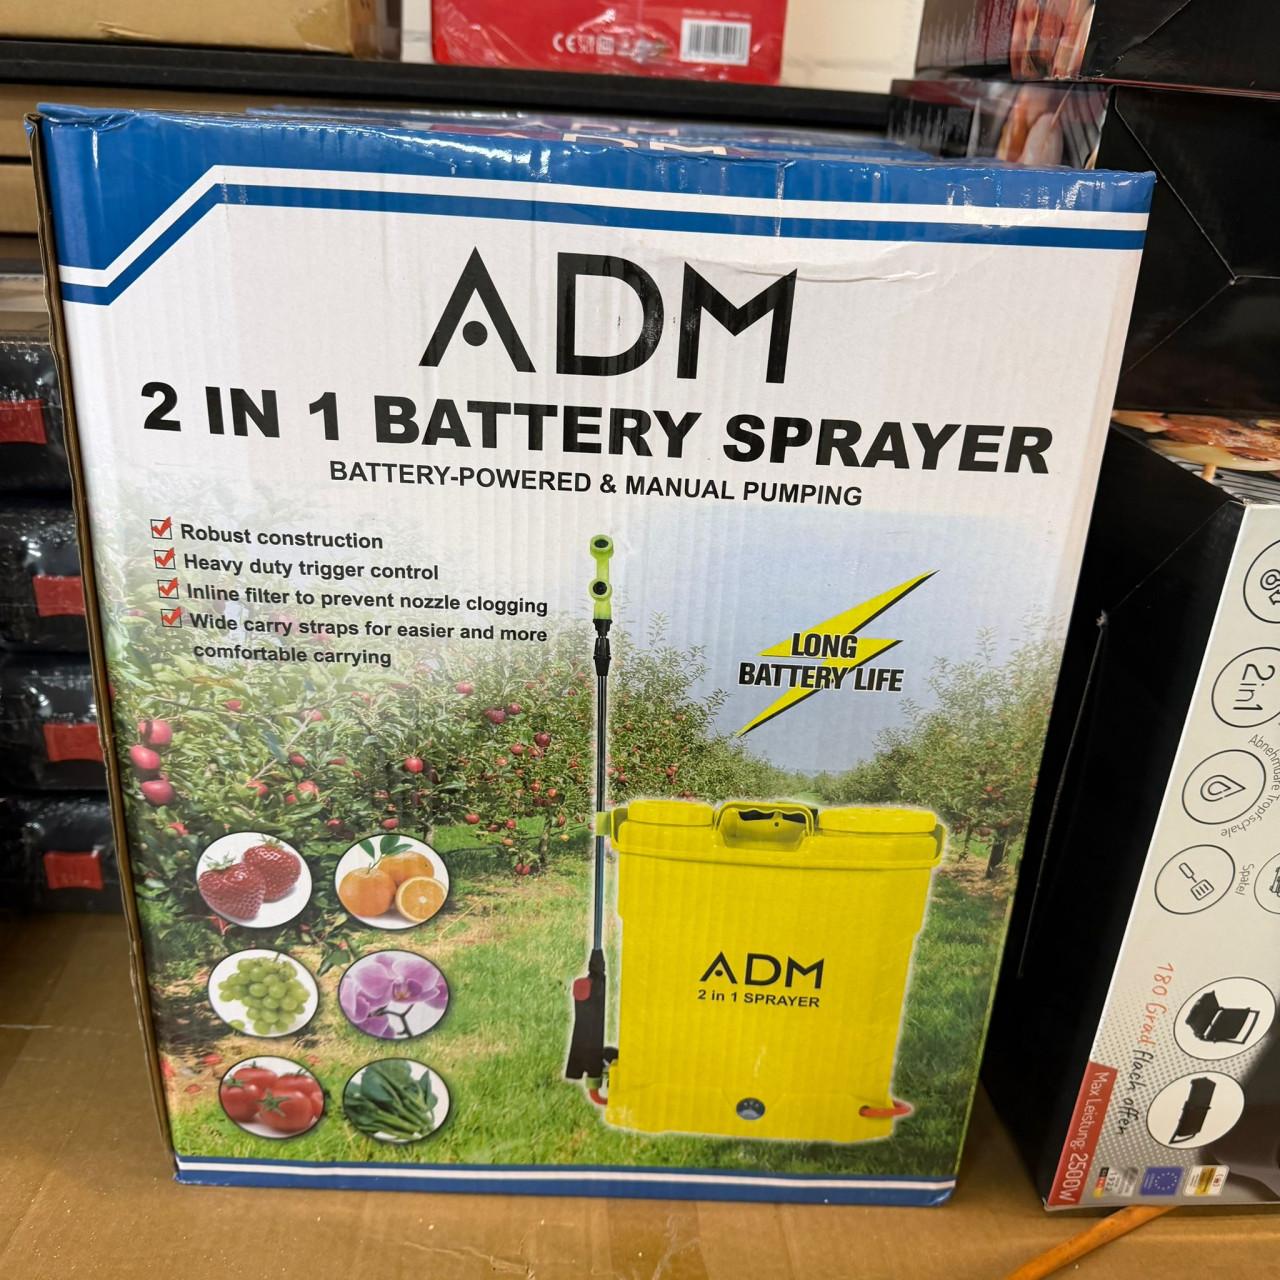 ADM
ADM
2 IN 1 BATTERY SPRAYER
BATTERY-POWERED & MANUAL PUMPING
Robust construction
Heavy duty trigger control
Inline filter to prevent nozzle clogging
Wide carry straps for easier and more
comfortable carrying
LONG
BATTERY LIFE
ADM
2 in 1 SPRAYER
CE
2in1
Abnehmbare Tropfschale
Spatel
180 Grad flach offen
Max Leistung: 2500W